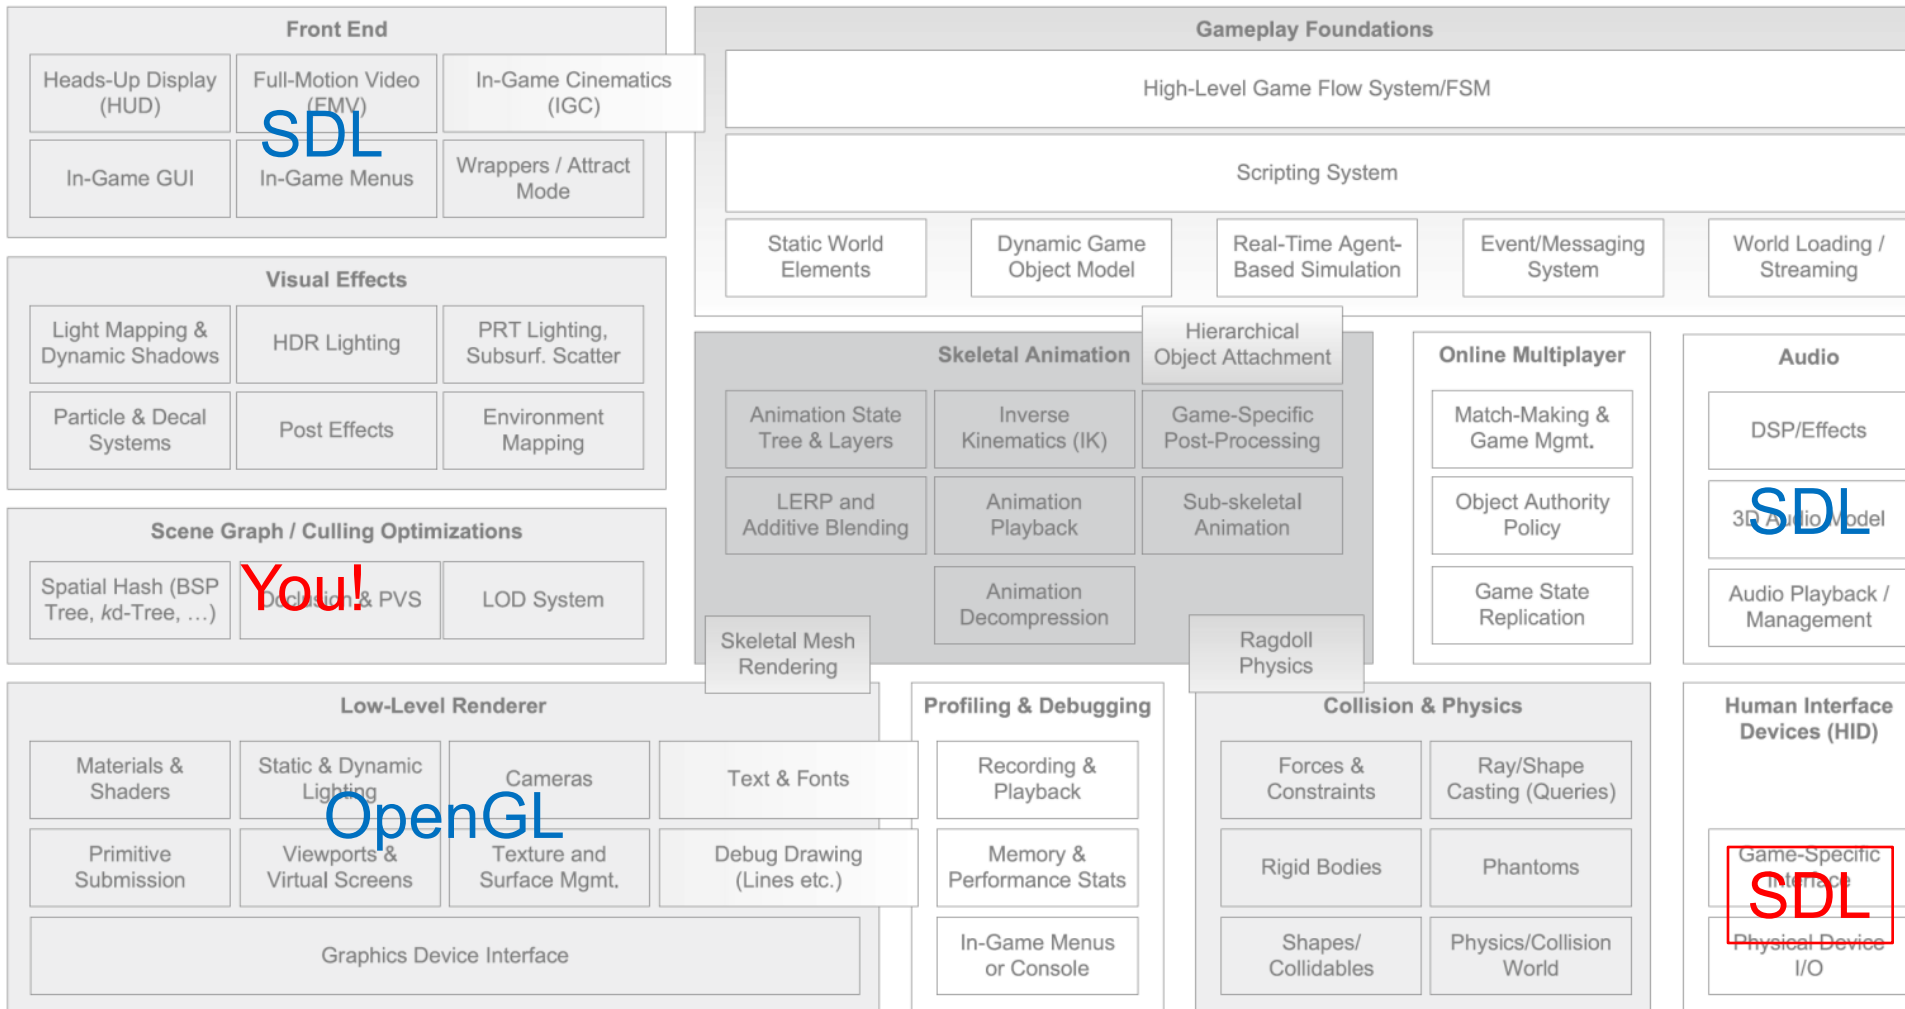 Front End
Heads-Up Display
(HUD)
Full-Motion Video
(FMV)
In-Game Cinematics
(IGC)
SDL
In-Game GUI
In-Game Menus
Wrappers / Attract
Mode
Gameplay Foundations
High-Level Game Flow System/FSM
Scripting System
Static World
Elements
Dynamic Game
Object Model
Real-Time Agent-
Based Simulation
Event/Messaging
System
World Loading /
Streaming
Visual Effects
Light Mapping &
Dynamic Shadows
HDR Lighting
PRT Lighting,
Subsurf. Scatter
Particle & Decal
Systems
Post Effects
Environment
Mapping
Skeletal Animation
Hierarchical
Object Attachment
Animation State
Tree & Layers
Inverse
Kinematics (IK)
Game-Specific
Post-Processing
LERP and
Additive Blending
Animation
Playback
Sub-skeletal
Animation
Animation
Decompression
Skeletal Mesh
Rendering
Ragdoll
Physics
Online Multiplayer
Match-Making &
Game Mgmt.
Object Authority
Policy
Game State
Replication
Audio
DSP/Effects
3D Audio Model
SDL
Audio Playback /
Management
Scene Graph / Culling Optimizations
Spatial Hash (BSP
Tree, kd-Tree, …)
Occlusion & PVS
You!
LOD System
Low-Level Renderer
Materials &
Shaders
Static & Dynamic
Lighting
Cameras
Text & Fonts
OpenGL
Primitive
Submission
Viewports &
Virtual Screens
Texture and
Surface Mgmt.
Debug Drawing
(Lines etc.)
Graphics Device Interface
Profiling & Debugging
Recording &
Playback
Memory &
Performance Stats
In-Game Menus
or Console
Collision & Physics
Forces &
Constraints
Ray/Shape
Casting (Queries)
Rigid Bodies
Phantoms
Shapes/
Collidables
Physics/Collision
World
Human Interface
Devices (HID)
Game-Specific
Interface
SDL
Physical Device
I/O